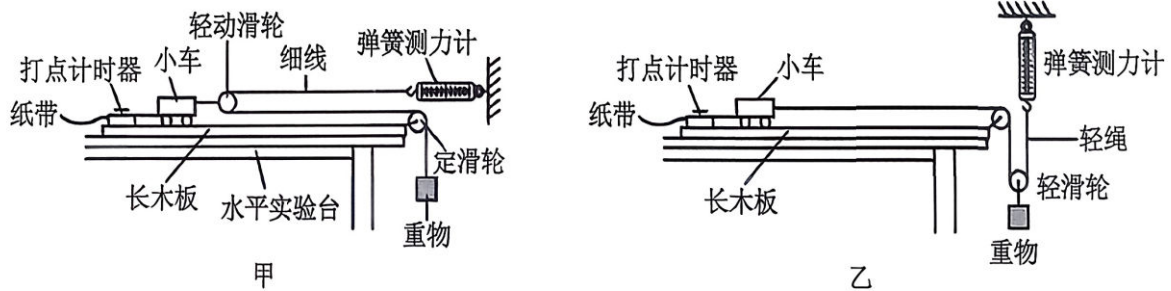 轻动滑轮
弹簧测力计
打点计时器
小车
细线
纸带
定滑轮
长木板
水平实验台
重物
甲
打点计时器
小车
弹簧测力计
纸带
轻绳
长木板
轻滑轮
重物
乙